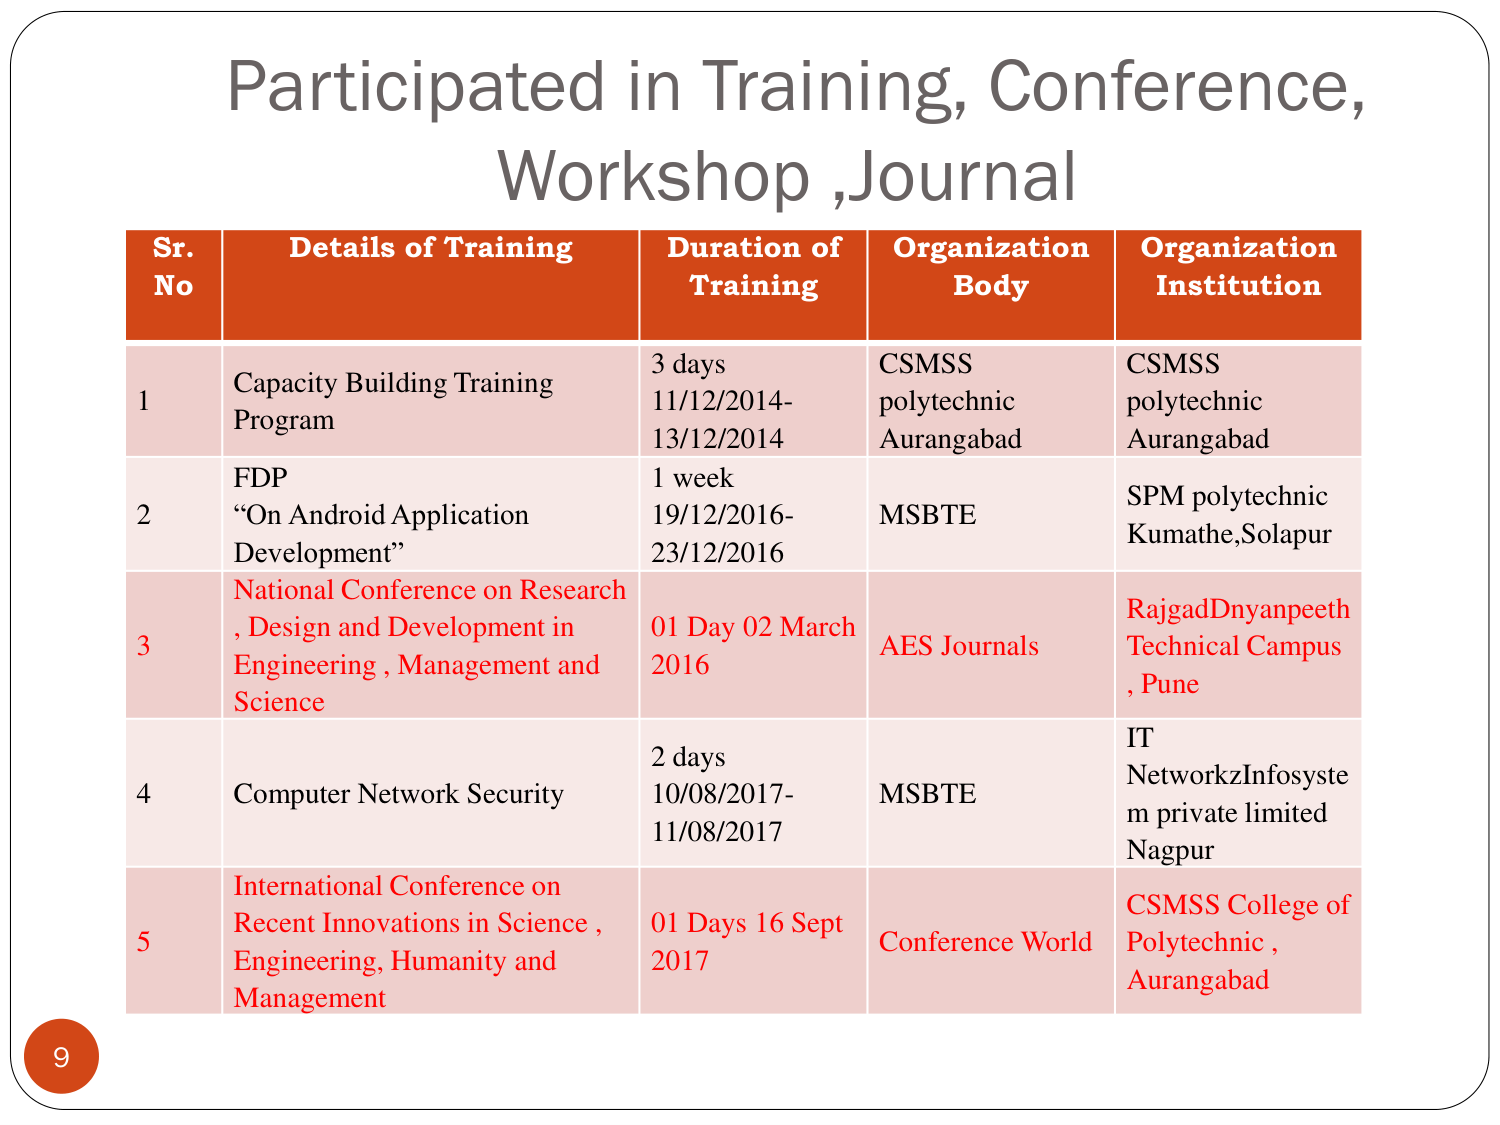 Participated in Training, Conference,
Workshop ,Journal
Sr.
No
Details of Training
Duration of
Training
Organization
Body
Organization
Institution
1
Capacity Building Training
Program
3 days
11/12/2014-
13/12/2014
CSMSS
polytechnic
Aurangabad
CSMSS
polytechnic
Aurangabad
2
FDP
“On Android Application
Development”
1 week
19/12/2016-
23/12/2016
MSBTE
SPM polytechnic
Kumathe,Solapur
3
National Conference on Research
, Design and Development in
Engineering , Management and
Science
01 Day 02 March
2016
AES Journals
RajgadDnyanpeeth
Technical Campus
, Pune
4
Computer Network Security
2 days
10/08/2017-
11/08/2017
MSBTE
IT
NetworkzInfosyste
m private limited
Nagpur
5
International Conference on
Recent Innovations in Science ,
Engineering, Humanity and
Management
01 Days 16 Sept
2017
Conference World
CSMSS College of
Polytechnic ,
Aurangabad
9